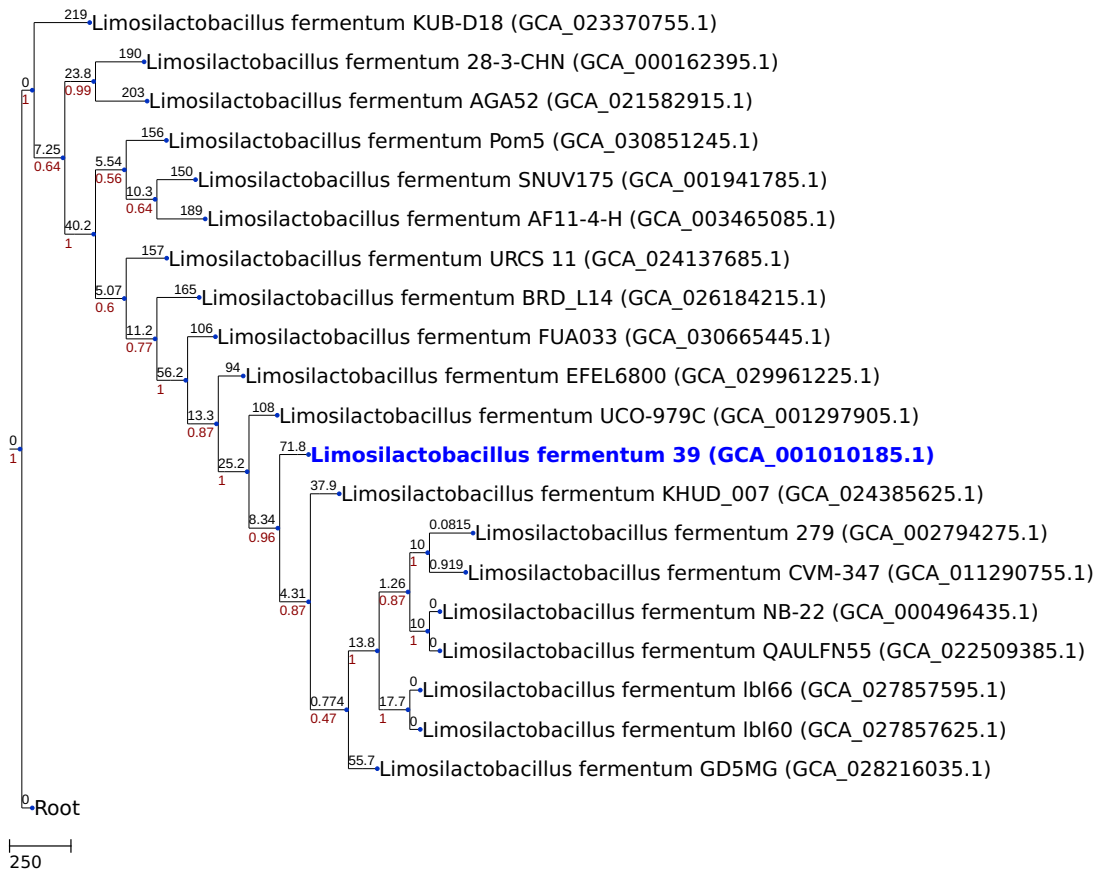 219 Limosilactobacillus fermentum KUB-D18 (GCA_023370755.1)
190 Limosilactobacillus fermentum 28-3-CHN (GCA_000162395.1)
23.8
0.99
0
1
203 Limosilactobacillus fermentum AGA52 (GCA_021582915.1)
156 Limosilactobacillus fermentum Pom5 (GCA_030851245.1)
7.25
0.64
5.54
0.56
150 Limosilactobacillus fermentum SNUV175 (GCA_001941785.1)
10.3
0.64
189 Limosilactobacillus fermentum AF11-4-H (GCA_003465085.1)
40.2
1
157 Limosilactobacillus fermentum URCS 11 (GCA_024137685.1)
5.07
0.6
165 Limosilactobacillus fermentum BRD_L14 (GCA_026184215.1)
11.2
0.77
106 Limosilactobacillus fermentum FUA033 (GCA_030665445.1)
56.2
1
94 Limosilactobacillus fermentum EFEL6800 (GCA_029961225.1)
13.3
0.87
108 Limosilactobacillus fermentum UCO-979C (GCA_001297905.1)
0
1
25.2
1
71.8 Limosilactobacillus fermentum 39 (GCA_001010185.1)
37.9 Limosilactobacillus fermentum KHUD_007 (GCA_024385625.1)
8.34
0.96
0.0815 Limosilactobacillus fermentum 279 (GCA_002794275.1)
10
1
0.919 Limosilactobacillus fermentum CVM-347 (GCA_011290755.1)
1.26
0.87
4.31
0.87
0 Limosilactobacillus fermentum NB-22 (GCA_000496435.1)
10
1
0 Limosilactobacillus fermentum QAULFN55 (GCA_022509385.1)
13.8
1
0 Limosilactobacillus fermentum lbl66 (GCA_027857595.1)
17.7
1
0.774
0.47
0 Limosilactobacillus fermentum lbl60 (GCA_027857625.1)
55.7 Limosilactobacillus fermentum GD5MG (GCA_028216035.1)
0 Root
250